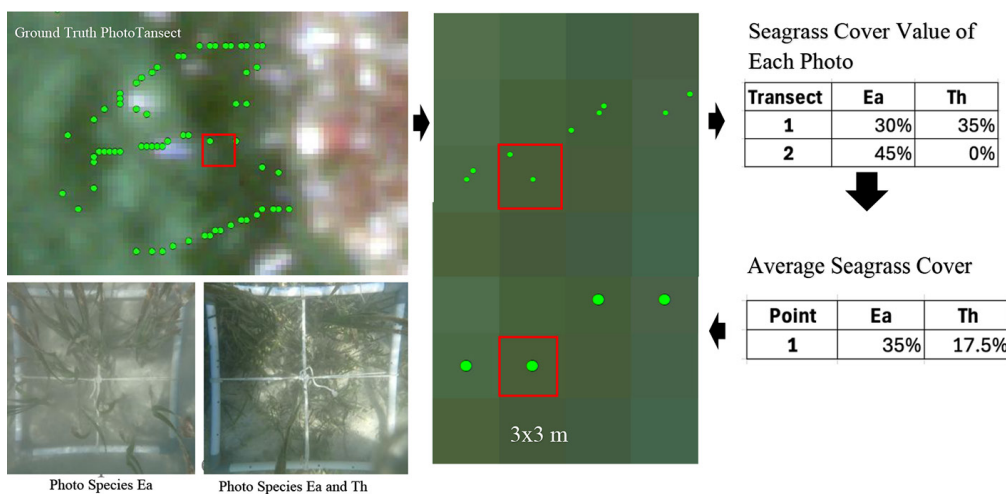 Ground Truth PhotoTansect
Photo Species Ea
Photo Species Ea and Th
3x3 m
Seagrass Cover Value of
Each Photo
Transect Ea Th
1 30% 35%
2 45% 0%
Average Seagrass Cover
Point Ea Th
1 35% 17.5%